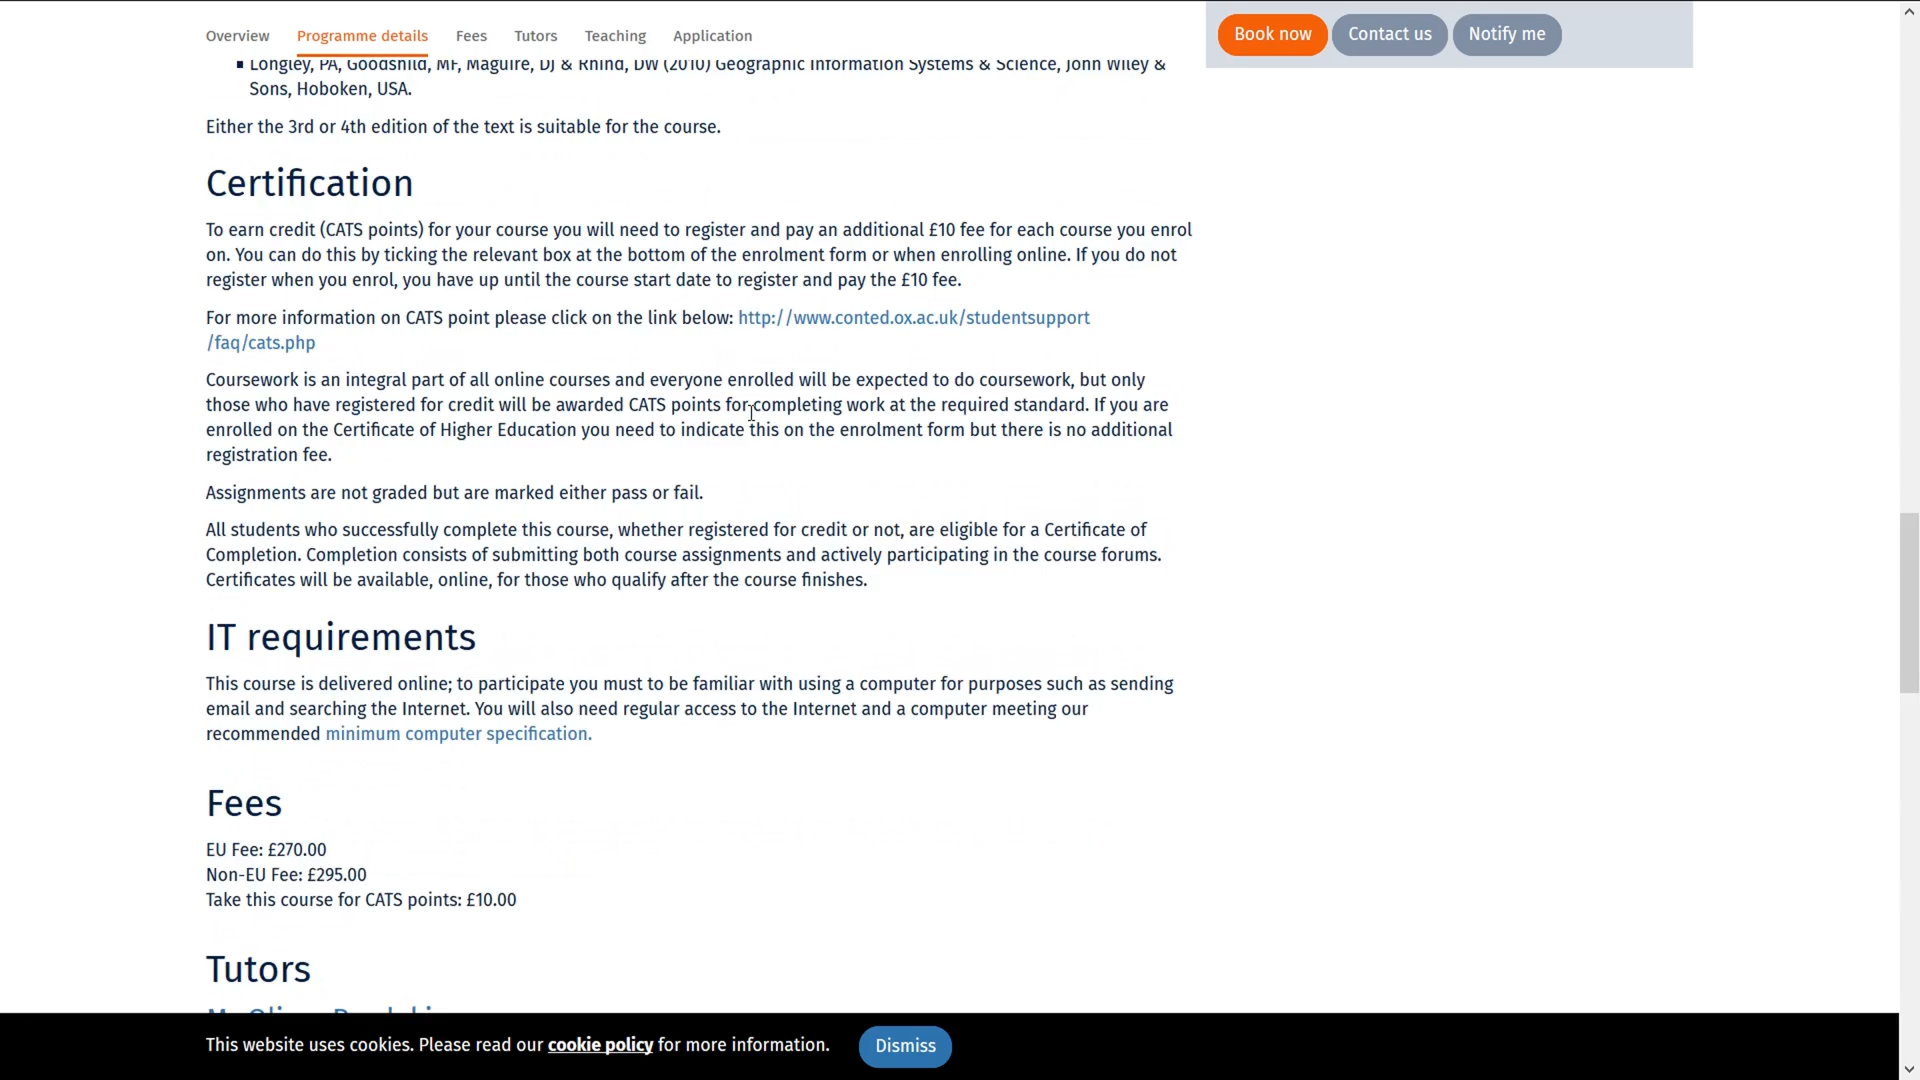 Overview
Programme details
Fees
Tutors
Teaching
Application
Book now
Contact us
Notify me
Longley, PA, Goodshild, MF, Maguire, DJ & Rhind, DW (2010) Geographic Information Systems & Science, John Wiley &
Sons, Hoboken, USA.
Either the 3rd or 4th edition of the text is suitable for the course.
Certification
To earn credit (CATS points) for your course you will need to register and pay an additional £10 fee for each course you enrol
on. You can do this by ticking the relevant box at the bottom of the enrolment form or when enrolling online. If you do not
register when you enrol, you have up until the course start date to register and pay the £10 fee.
For more information on CATS point please click on the link below: http://www.conted.ox.ac.uk/studentsupport
/faq/cats.php
Coursework is an integral part of all online courses and everyone enrolled will be expected to do coursework, but only
those who have registered for credit will be awarded CATS points for completing work at the required standard. If you are
enrolled on the Certificate of Higher Education you need to indicate this on the enrolment form but there is no additional
registration fee.
Assignments are not graded but are marked either pass or fail.
All students who successfully complete this course, whether registered for credit or not, are eligible for a Certificate of
Completion. Completion consists of submitting both course assignments and actively participating in the course forums.
Certificates will be available, online, for those who qualify after the course finishes.
IT requirements
This course is delivered online; to participate you must to be familiar with using a computer for purposes such as sending
email and searching the Internet. You will also need regular access to the Internet and a computer meeting our
recommended minimum computer specification.
Fees
EU Fee: £270.00
Non-EU Fee: £295.00
Take this course for CATS points: £10.00
Tutors
This website uses cookies. Please read our cookie policy for more information.
Dismiss